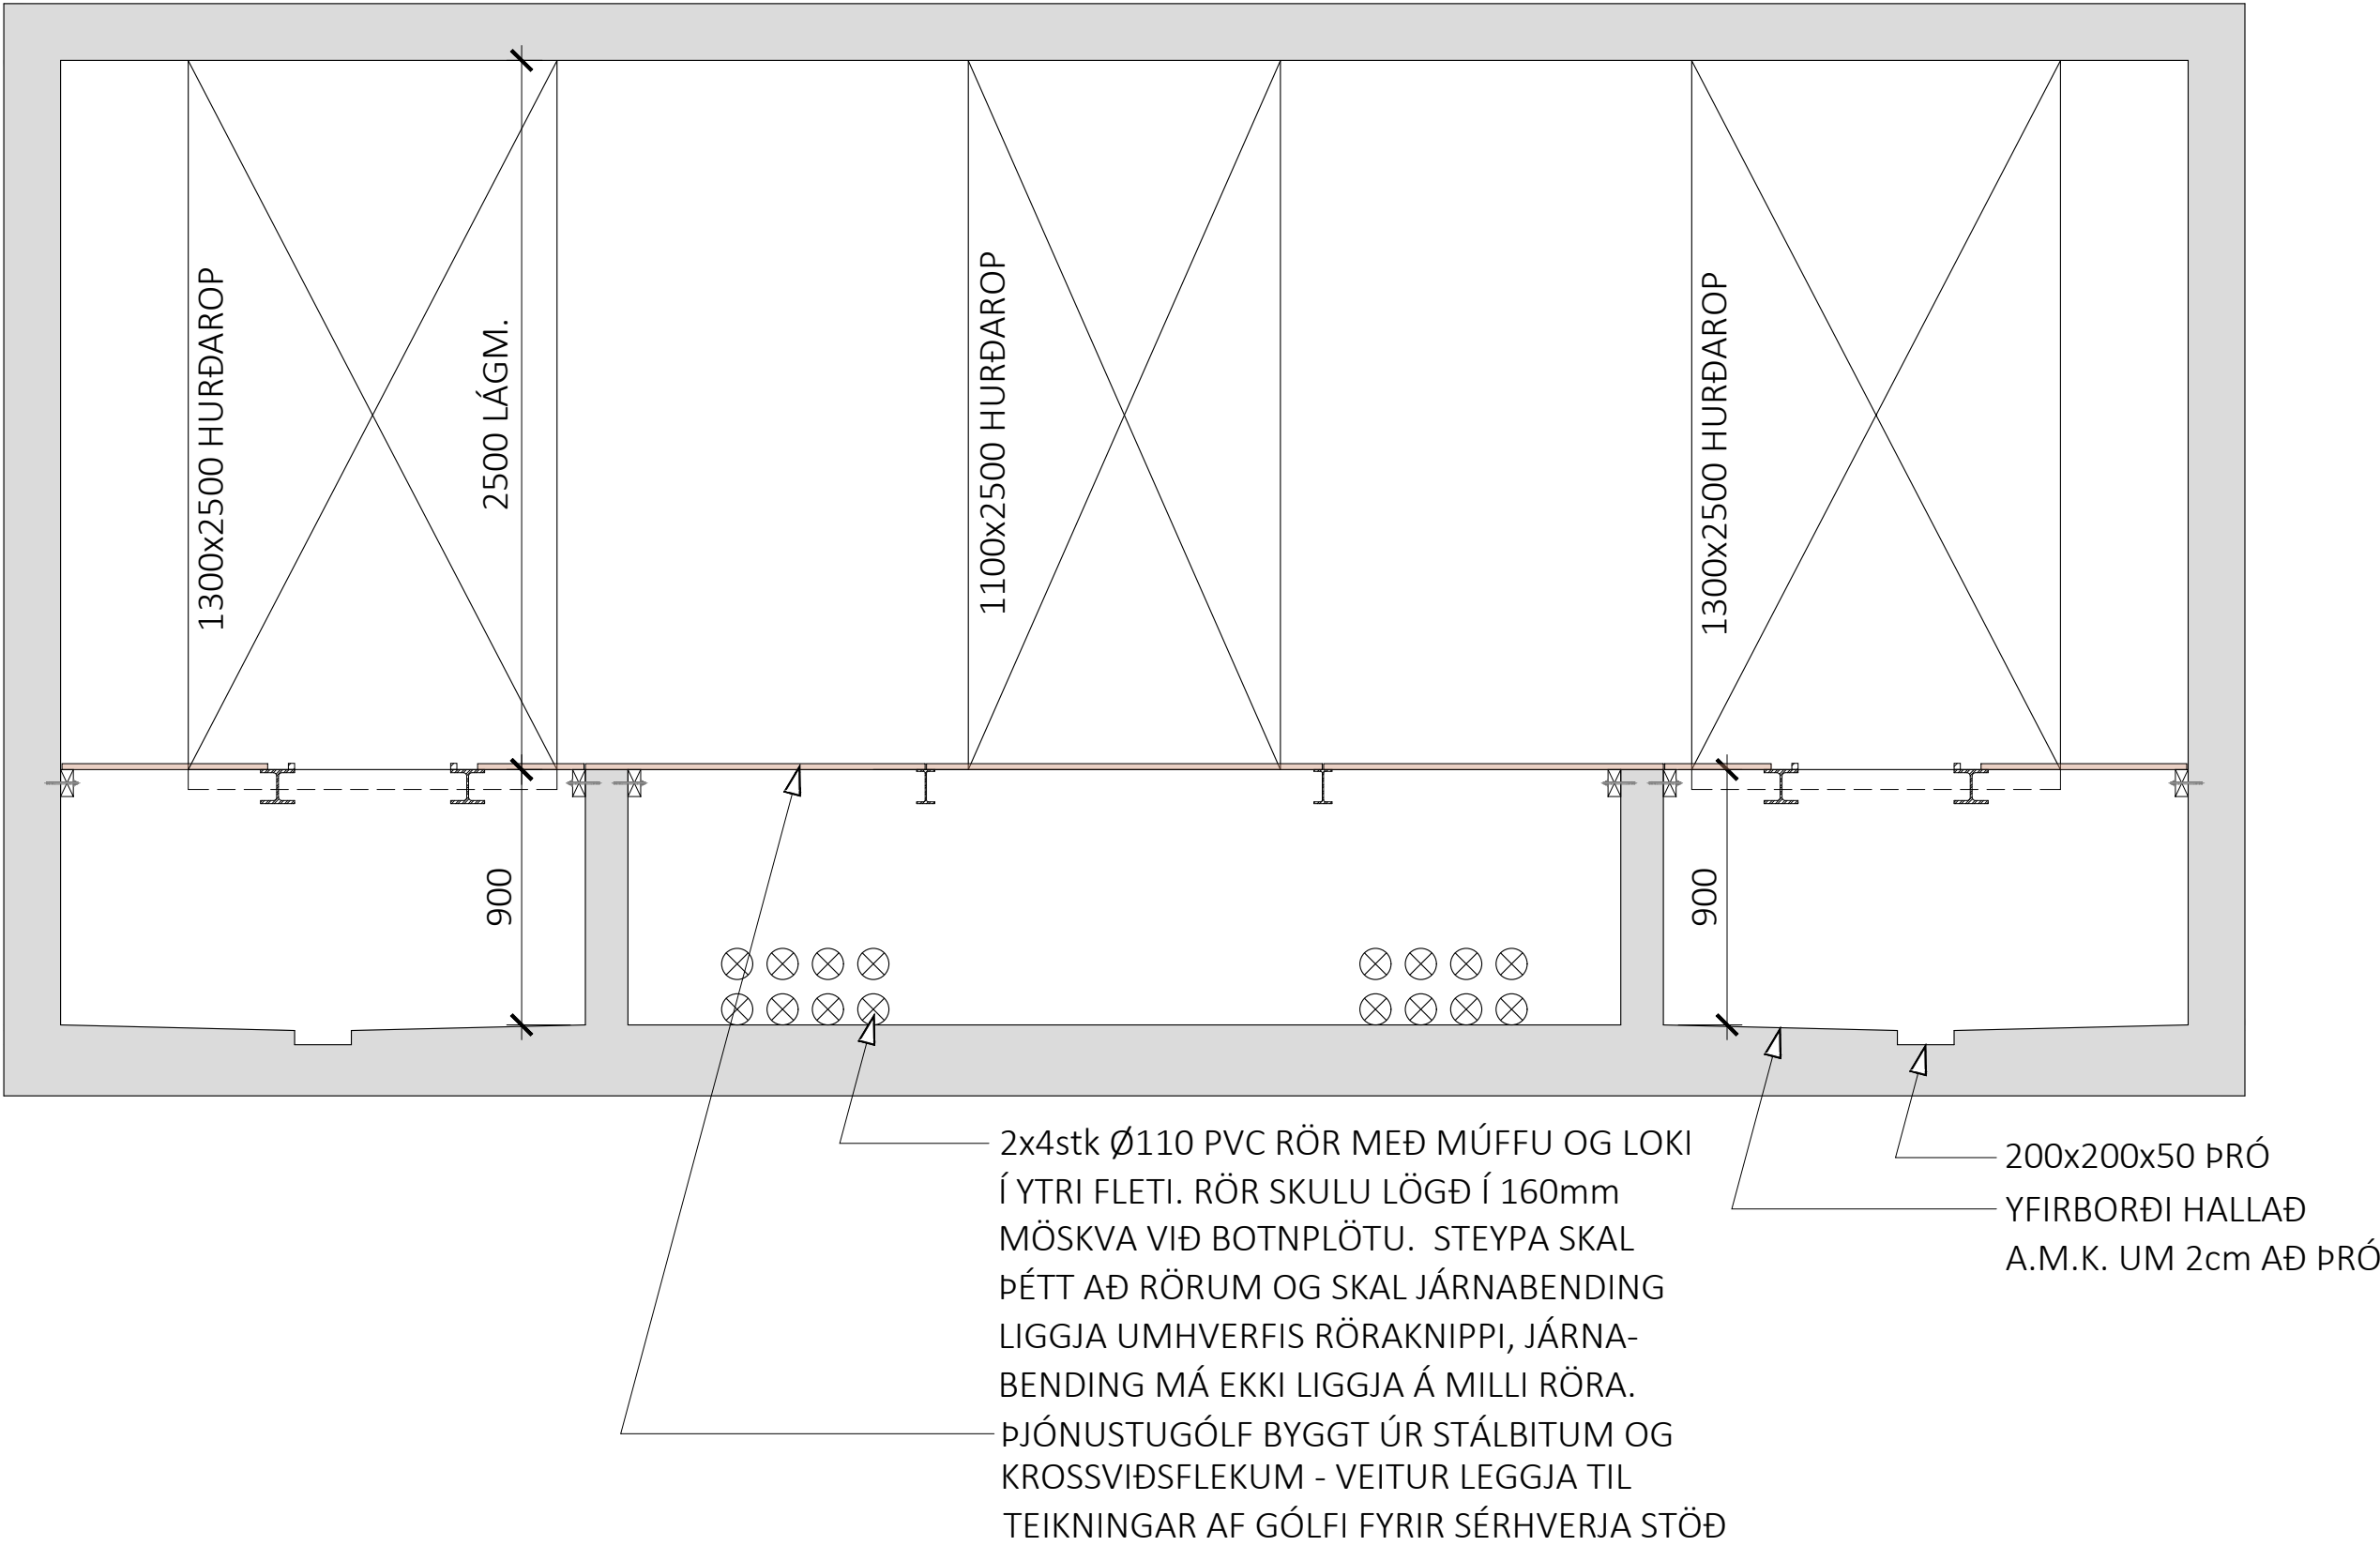 1300x2500 HURÐAROP
2500 LÁGM.
1100x2500 HURÐAROP
1300x2500 HURÐAROP
900
900
2x4stk Ø110 PVC RÖR MEÐ MÚFFU OG LOKI
Í YTRI FLETI. RÖR SKULU LÖGÐ Í 160mm
MÖSKVA VIÐ BOTNPLÖTU. STEYPA SKAL
ÞÉTT AÐ RÖRUM OG SKAL JÁRNABENDING
LIGGJA UMHVERFIS RÖRAKNIPPI, JÁRNA-
BENDING MÁ EKKI LIGGJA Á MILLI RÖRA.
ÞJÓNUSTUGÓLF BYGGT ÚR STÁLBITUM OG
KROSSVIÐSFLEKUM - VEITUR LEGGJA TIL
TEIKNINGAR AF GÓLFI FYRIR SÉRHVERJA STÖÐ
200x200x50 ÞRÓ
YFIRBORÐI HALLAÐ
A.M.K. UM 2cm AÐ ÞRÓ